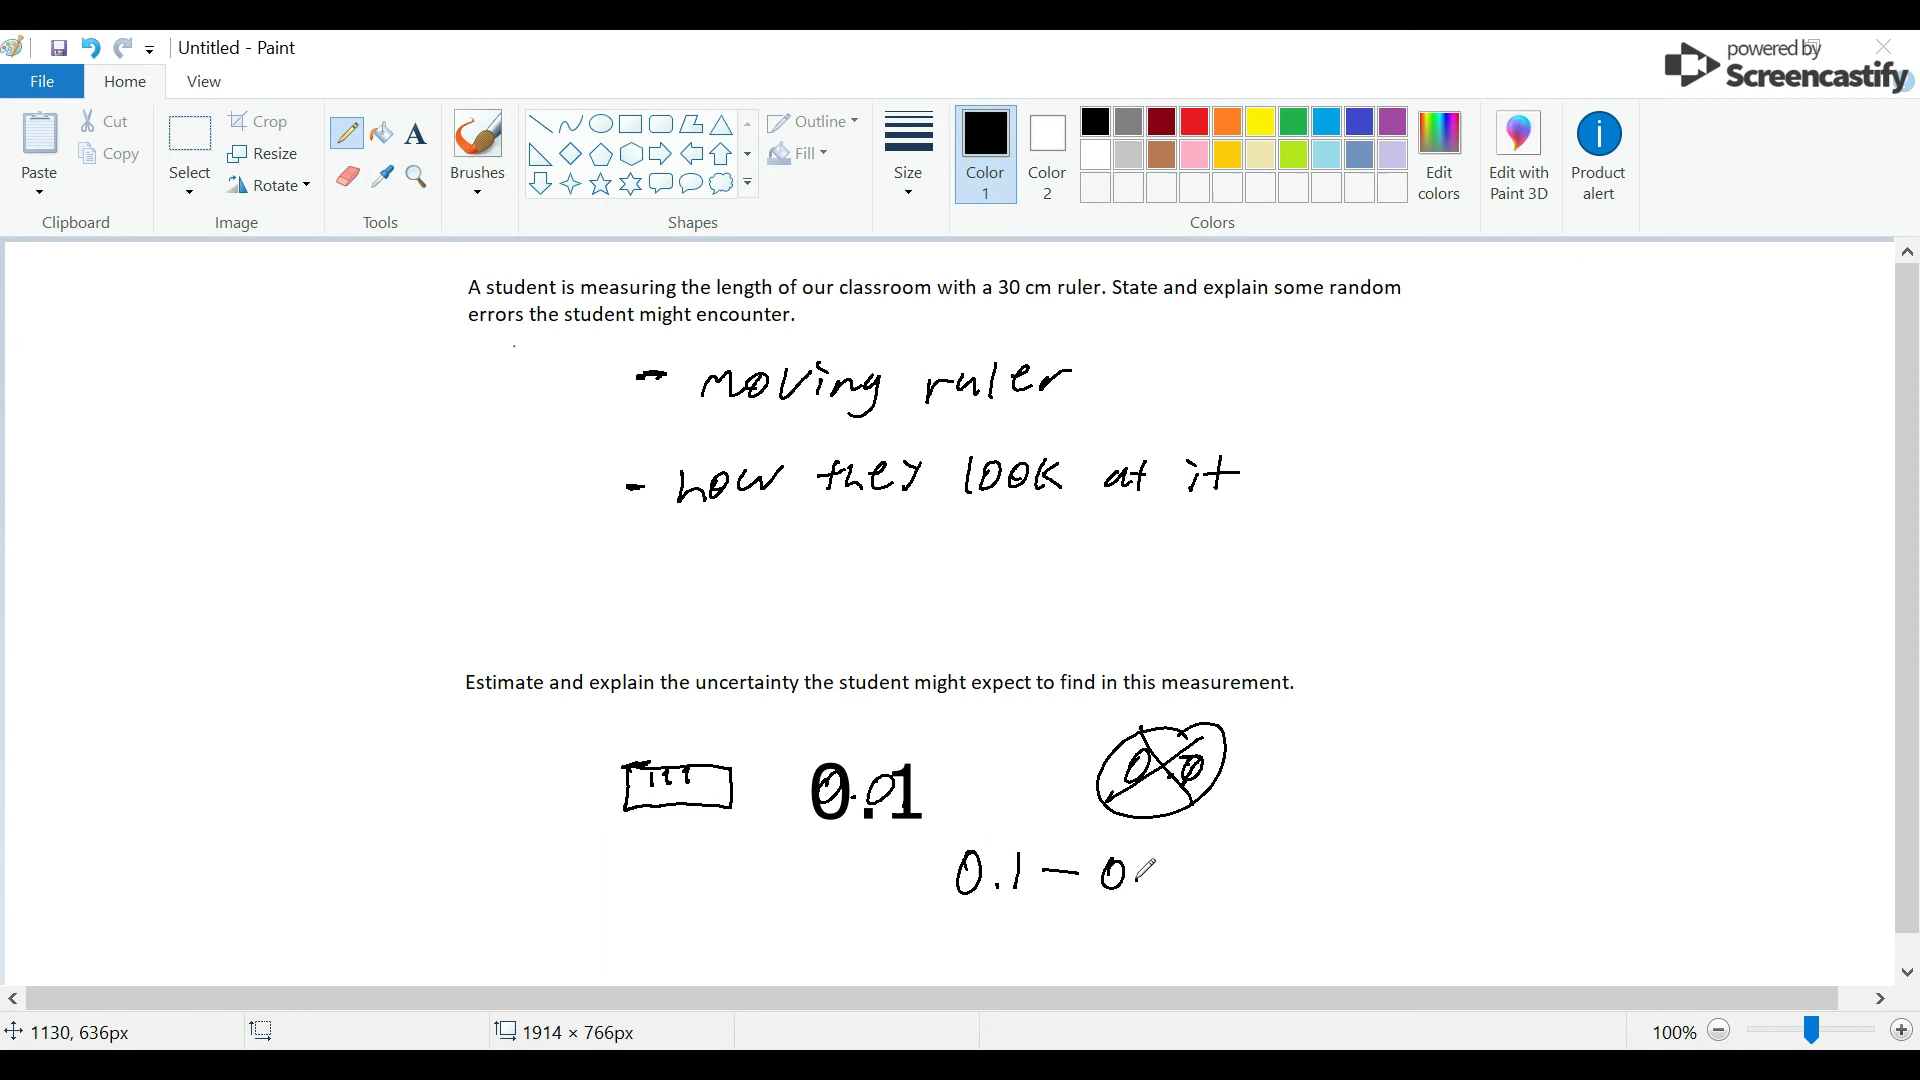 Untitled - Paint
powered by
Screencastify
File Home View
Paste
Cut
Copy
Clipboard
Select
Crop
Resize
Rotate
Image
A
Tools
Brushes
Shapes
Outline
Fill
Size
Color 1
Color 2
Colors
Edit colors
Edit with Paint 3D
Product alert
A student is measuring the length of our classroom with a 30 cm ruler. State and explain some random
errors the student might encounter.
- moving ruler
- how they look at it
Estimate and explain the uncertainty the student might expect to find in this measurement.
0.1
0.1 - 0.
1130, 636px
1914 × 766px
100%